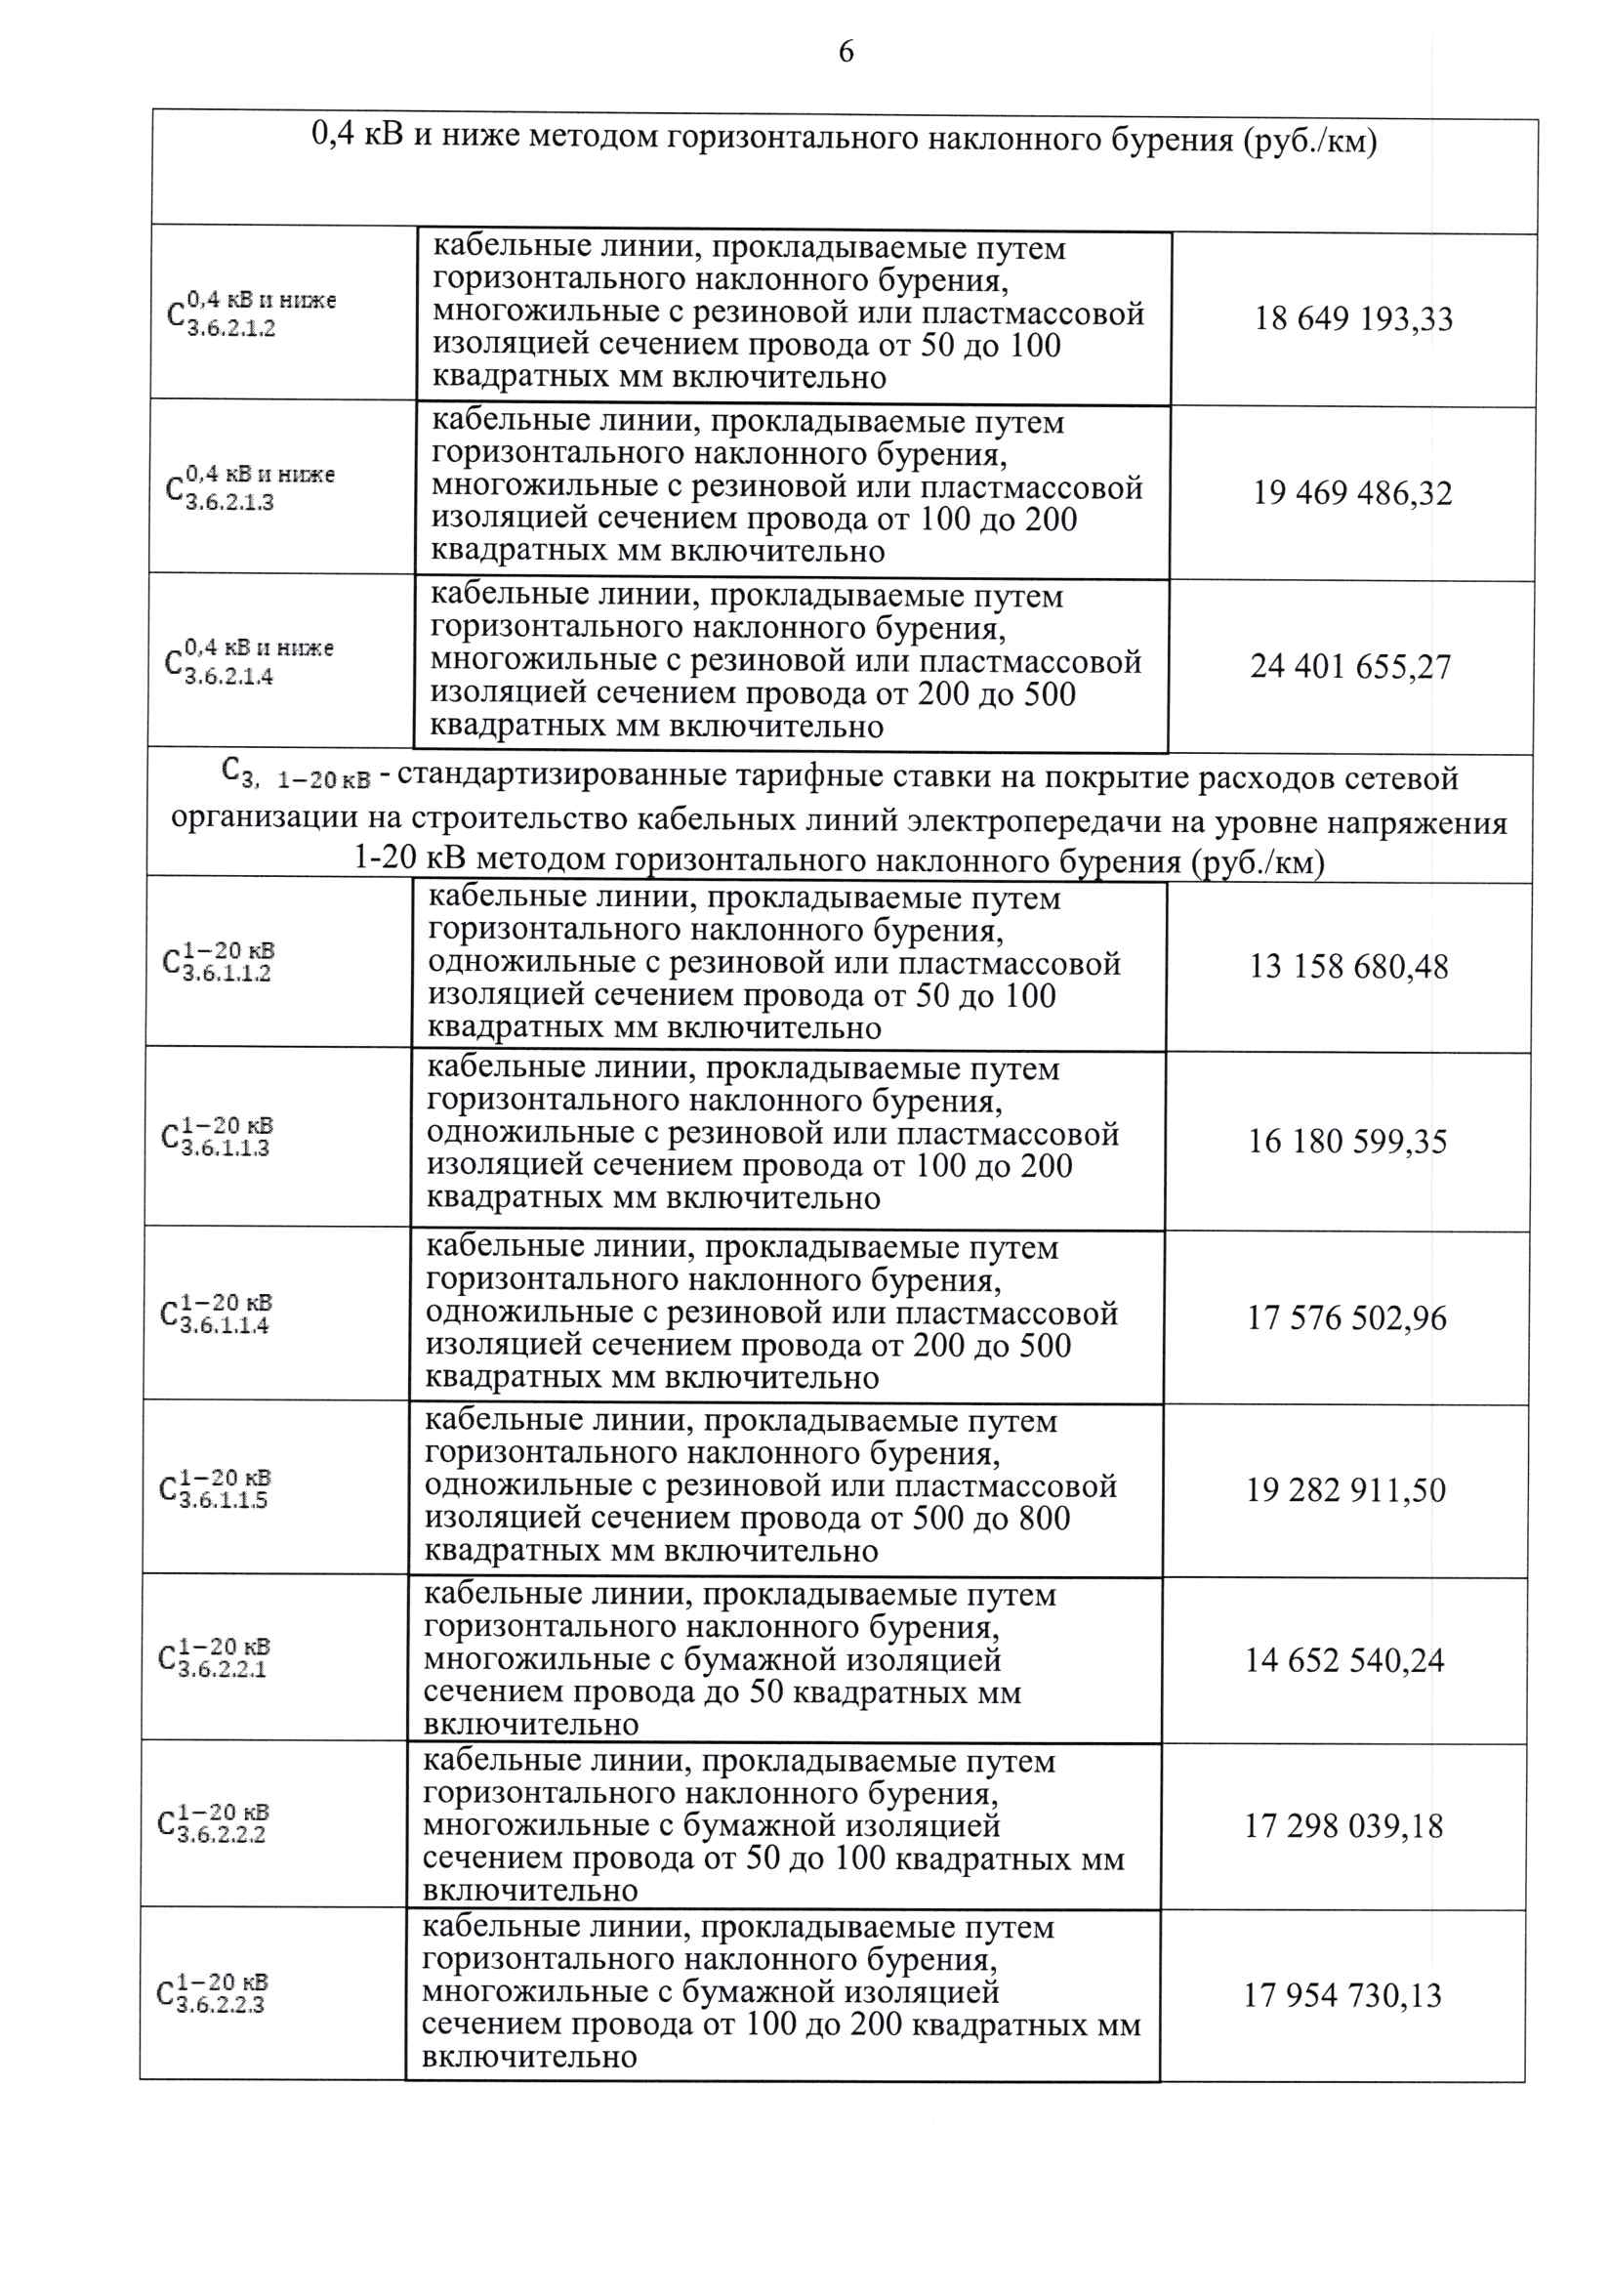 6
0,4 кВ и ниже методом горизонтального наклонного бурения (руб./км)
С 0,4 кВ и ниже 3.6.2.1.2
кабельные линии, прокладываемые путем
горизонтального наклонного бурения,
многожильные с резиновой или пластмассовой
изоляцией сечением провода от 50 до 100
квадратных мм включительно
18 649 193,33
С 0,4 кВ и ниже 3.6.2.1.3
кабельные линии, прокладываемые путем
горизонтального наклонного бурения,
многожильные с резиновой или пластмассовой
изоляцией сечением провода от 100 до 200
квадратных мм включительно
19 469 486,32
С 0,4 кВ и ниже 3.6.2.1.4
кабельные линии, прокладываемые путем
горизонтального наклонного бурения,
многожильные с резиновой или пластмассовой
изоляцией сечением провода от 200 до 500
квадратных мм включительно
24 401 655,27
С3, 1–20 кВ - стандартизированные тарифные ставки на покрытие расходов сетевой
организации на строительство кабельных линий электропередачи на уровне напряжения
1-20 кВ методом горизонтального наклонного бурения (руб./км)
С 1–20 кВ 3.6.1.1.2
кабельные линии, прокладываемые путем
горизонтального наклонного бурения,
одножильные с резиновой или пластмассовой
изоляцией сечением провода от 50 до 100
квадратных мм включительно
13 158 680,48
С 1–20 кВ 3.6.1.1.3
кабельные линии, прокладываемые путем
горизонтального наклонного бурения,
одножильные с резиновой или пластмассовой
изоляцией сечением провода от 100 до 200
квадратных мм включительно
16 180 599,35
С 1–20 кВ 3.6.1.1.4
кабельные линии, прокладываемые путем
горизонтального наклонного бурения,
одножильные с резиновой или пластмассовой
изоляцией сечением провода от 200 до 500
квадратных мм включительно
17 576 502,96
С 1–20 кВ 3.6.1.1.5
кабельные линии, прокладываемые путем
горизонтального наклонного бурения,
одножильные с резиновой или пластмассовой
изоляцией сечением провода от 500 до 800
квадратных мм включительно
19 282 911,50
С 1–20 кВ 3.6.2.2.1
кабельные линии, прокладываемые путем
горизонтального наклонного бурения,
многожильные с бумажной изоляцией
сечением провода до 50 квадратных мм
включительно
14 652 540,24
С 1–20 кВ 3.6.2.2.2
кабельные линии, прокладываемые путем
горизонтального наклонного бурения,
многожильные с бумажной изоляцией
сечением провода от 50 до 100 квадратных мм
включительно
17 298 039,18
С 1–20 кВ 3.6.2.2.3
кабельные линии, прокладываемые путем
горизонтального наклонного бурения,
многожильные с бумажной изоляцией
сечением провода от 100 до 200 квадратных мм
включительно
17 954 730,13